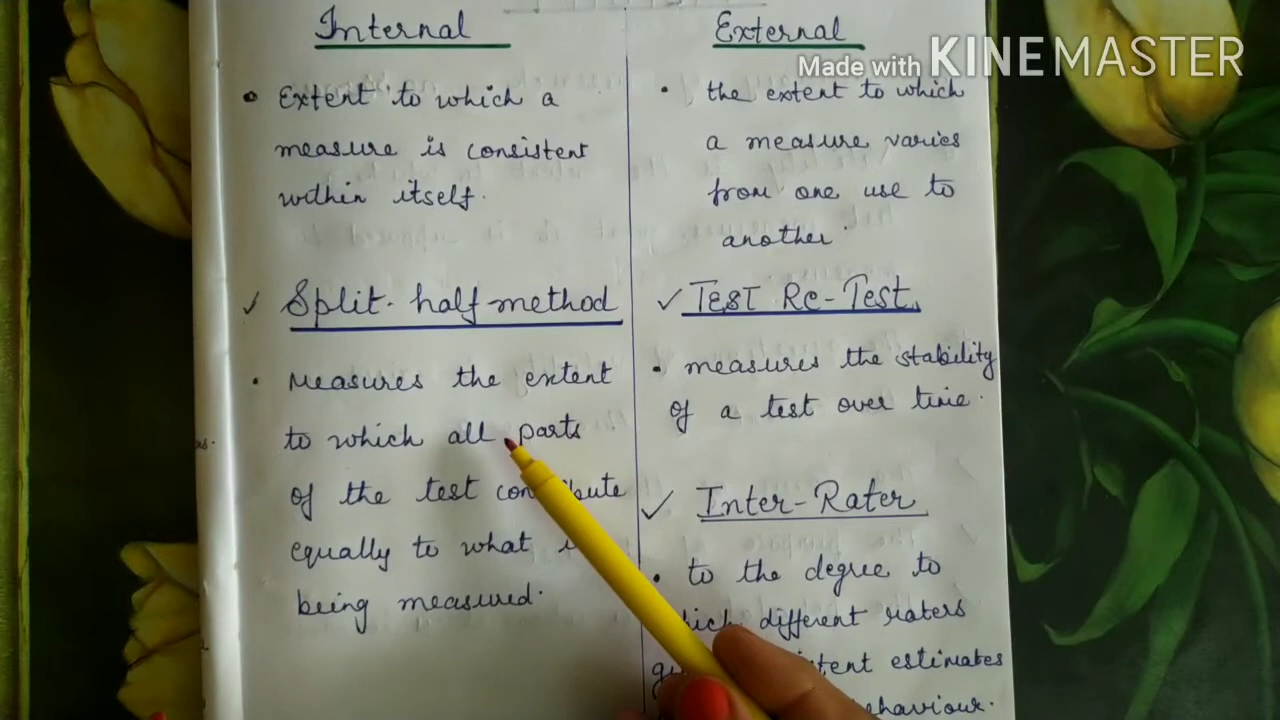 Internal
• Extent to which a
measure is consistent
within itself.
✓ Split-half method
• Measures the extent
to which all parts
of the test
equally to what
being measured.
External
Made with KINEMASTER
• the extent to which
a measure varies
from one use to
another.
✓ TEST Re-Test
• measures the stability
of a test over time.
✓ Inter-Rater
• to the degree to
different raters
estimates